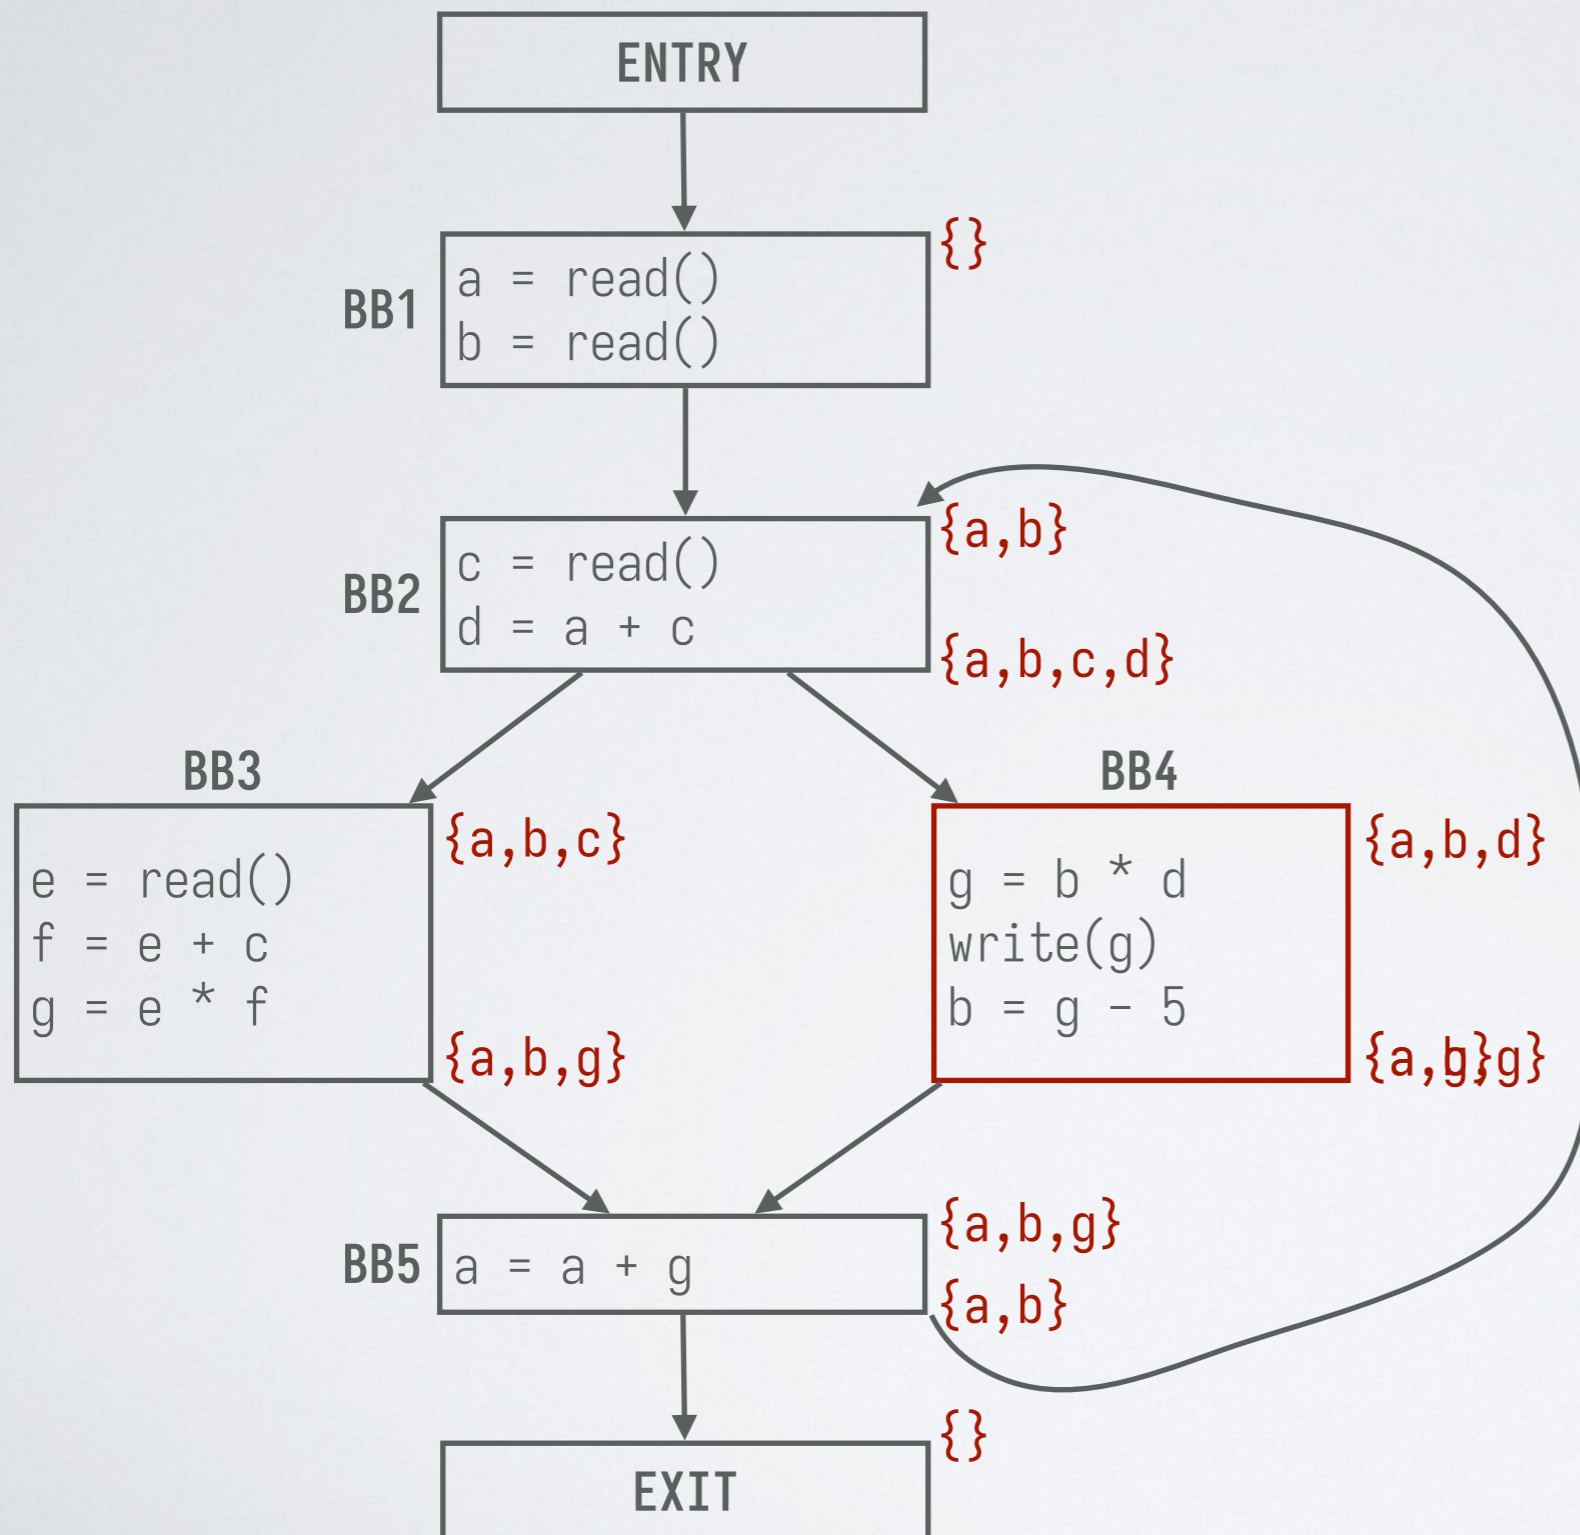 ENTRY
{}
BB1
a = read()
b = read()
{a,b}
BB2
c = read()
d = a + c
{a,b,c,d}
BB3
{a,b,c}
e = read()
f = e + c
g = e * f
{a,b,g}
BB4
{a,b,d}
g = b * d
write(g)
b = g - 5
{a,b,g}
BB5
a = a + g
{a,b,g}
{a,b}
{}
EXIT